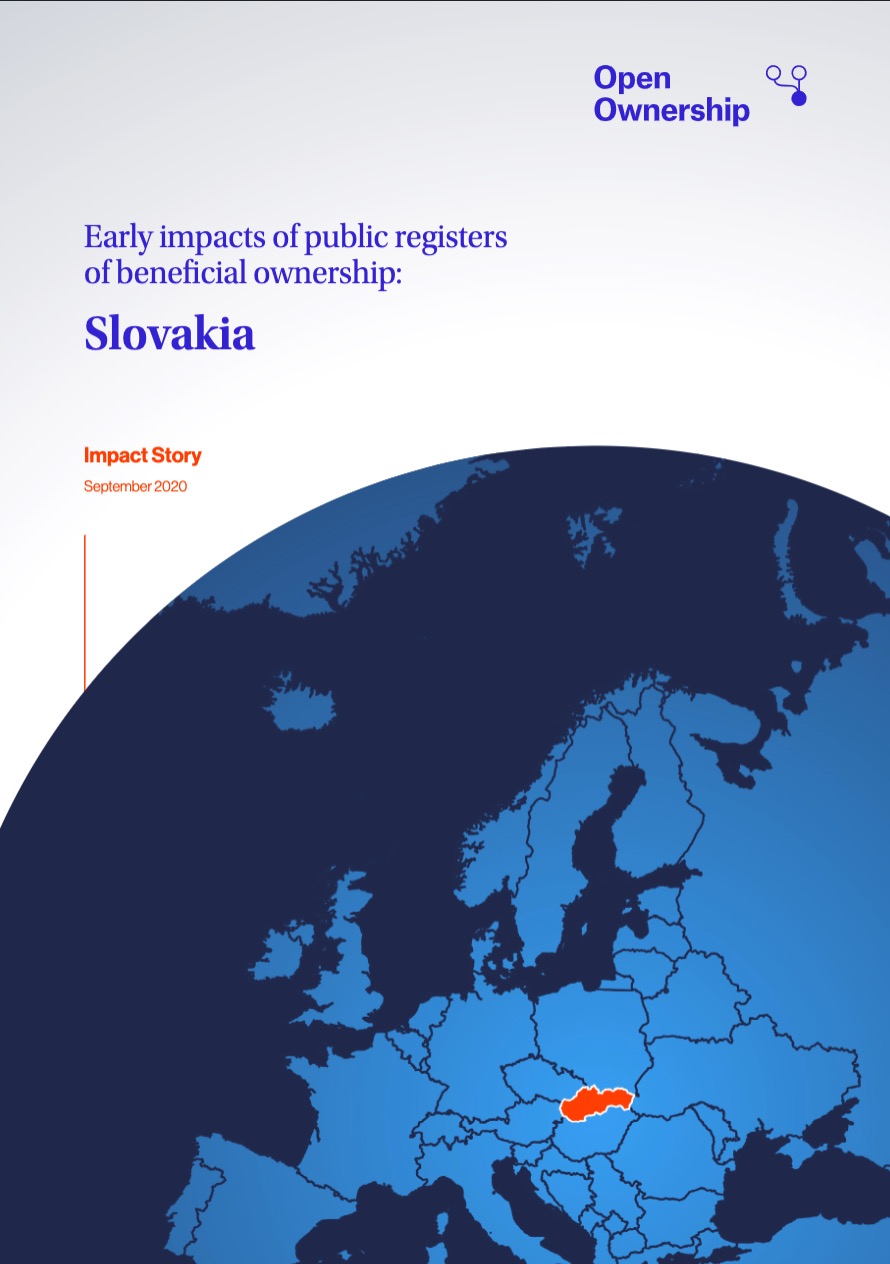 Open
Ownership
Early impacts of public registers
of beneficial ownership:
Slovakia
Impact Story
September 2020